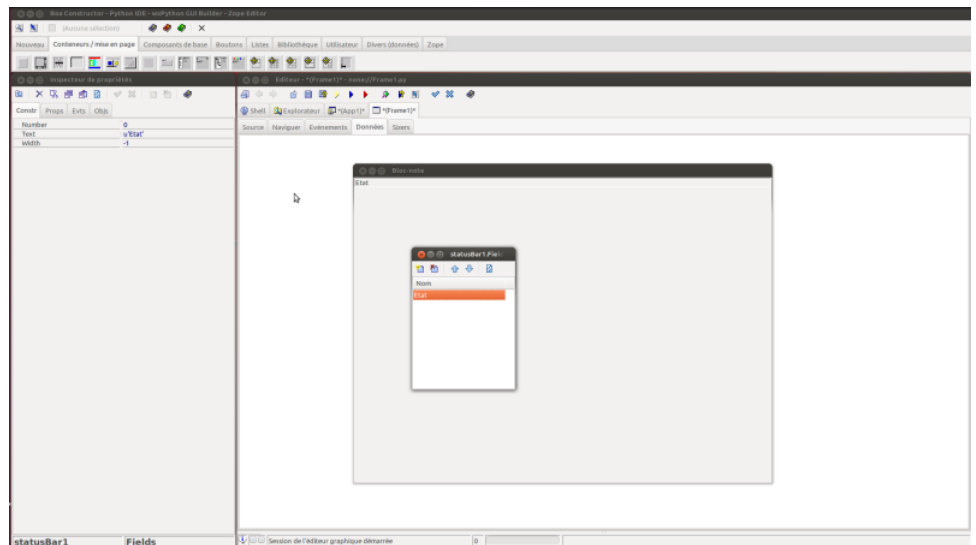 Boa Constructor - Python IDE - wxPython GUI Builder - Zope Editor
(Aucune sélection)
Nouveau Conteneurs / mise en page Composants de base Boutons Listes Bibliothèque Utilisateur Divers (données) Zope
Inspecteur de propriétés
Editeur - *(Frame1)* - none://Frame1.py
Shell Explorateur *(App1)* *(Frame1)*
Constr Props Evts Objs
Source Naviguer Evènements Données Sizers
Number 0
Text u'Etat'
Width -1
Bloc-note
Etat
statusBar1.Fiel
Nom
Etat
statusBar1 Fields
Session de l'éditeur graphique démarrée 0